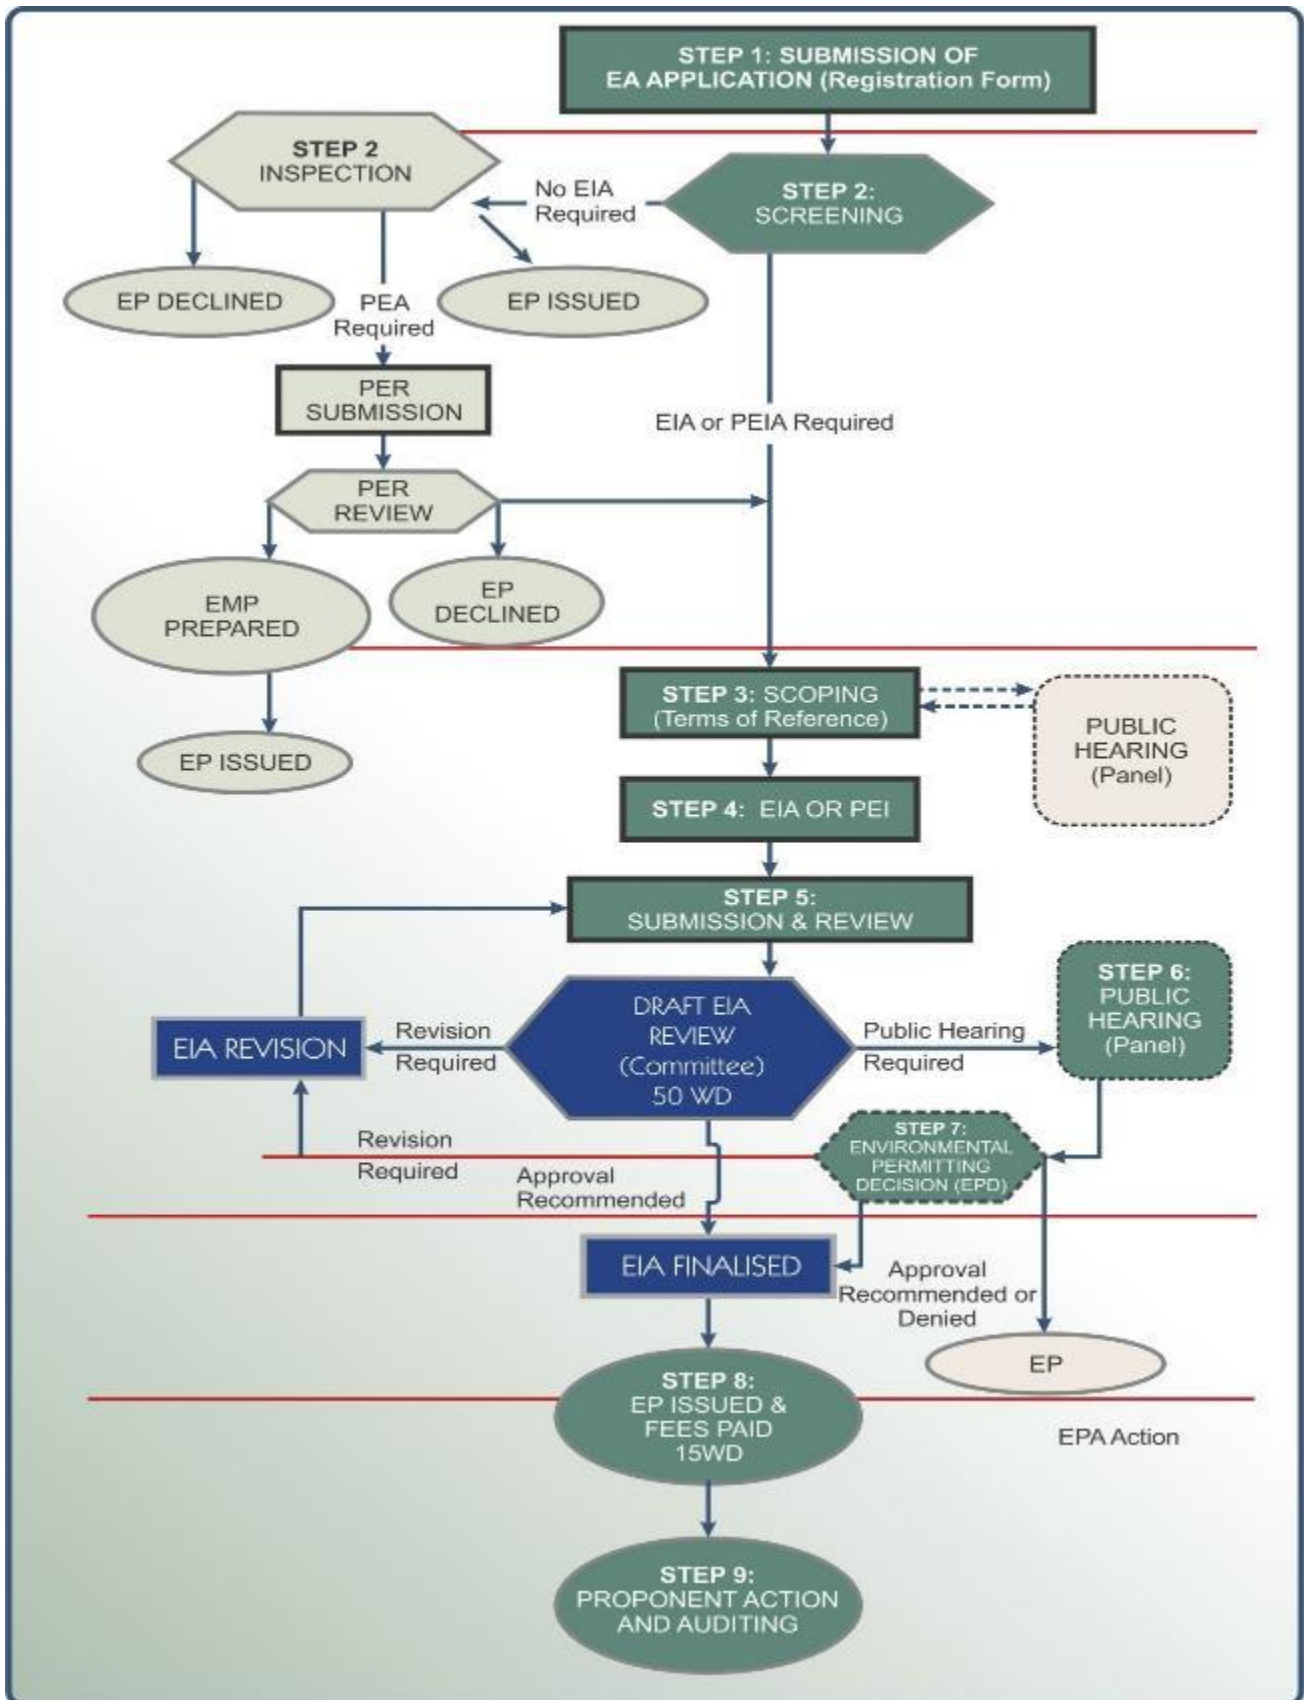 STEP 1: SUBMISSION OF
EA APPLICATION (Registration Form)
STEP 2
INSPECTION
No EIA
Required
STEP 2:
SCREENING
EP DECLINED
PEA
Required
EP ISSUED
PER
SUBMISSION
EIA or PEIA Required
PER
REVIEW
EMP
PREPARED
EP
DECLINED
EP ISSUED
STEP 3: SCOPING
(Terms of Reference)
PUBLIC
HEARING
(Panel)
STEP 4: EIA OR PEI
STEP 5:
SUBMISSION & REVIEW
EIA REVISION
Revision
Required
DRAFT EIA
REVIEW
(Committee)
50 WD
Public Hearing
Required
STEP 6:
PUBLIC
HEARING
(Panel)
Revision
Required
Approval
Recommended
STEP 7:
ENVIRONMENTAL
PERMITTING
DECISION (EPD)
EIA FINALISED
Approval
Recommended or
Denied
EP
STEP 8:
EP ISSUED &
FEES PAID
15WD
EPA Action
STEP 9:
PROPONENT ACTION
AND AUDITING